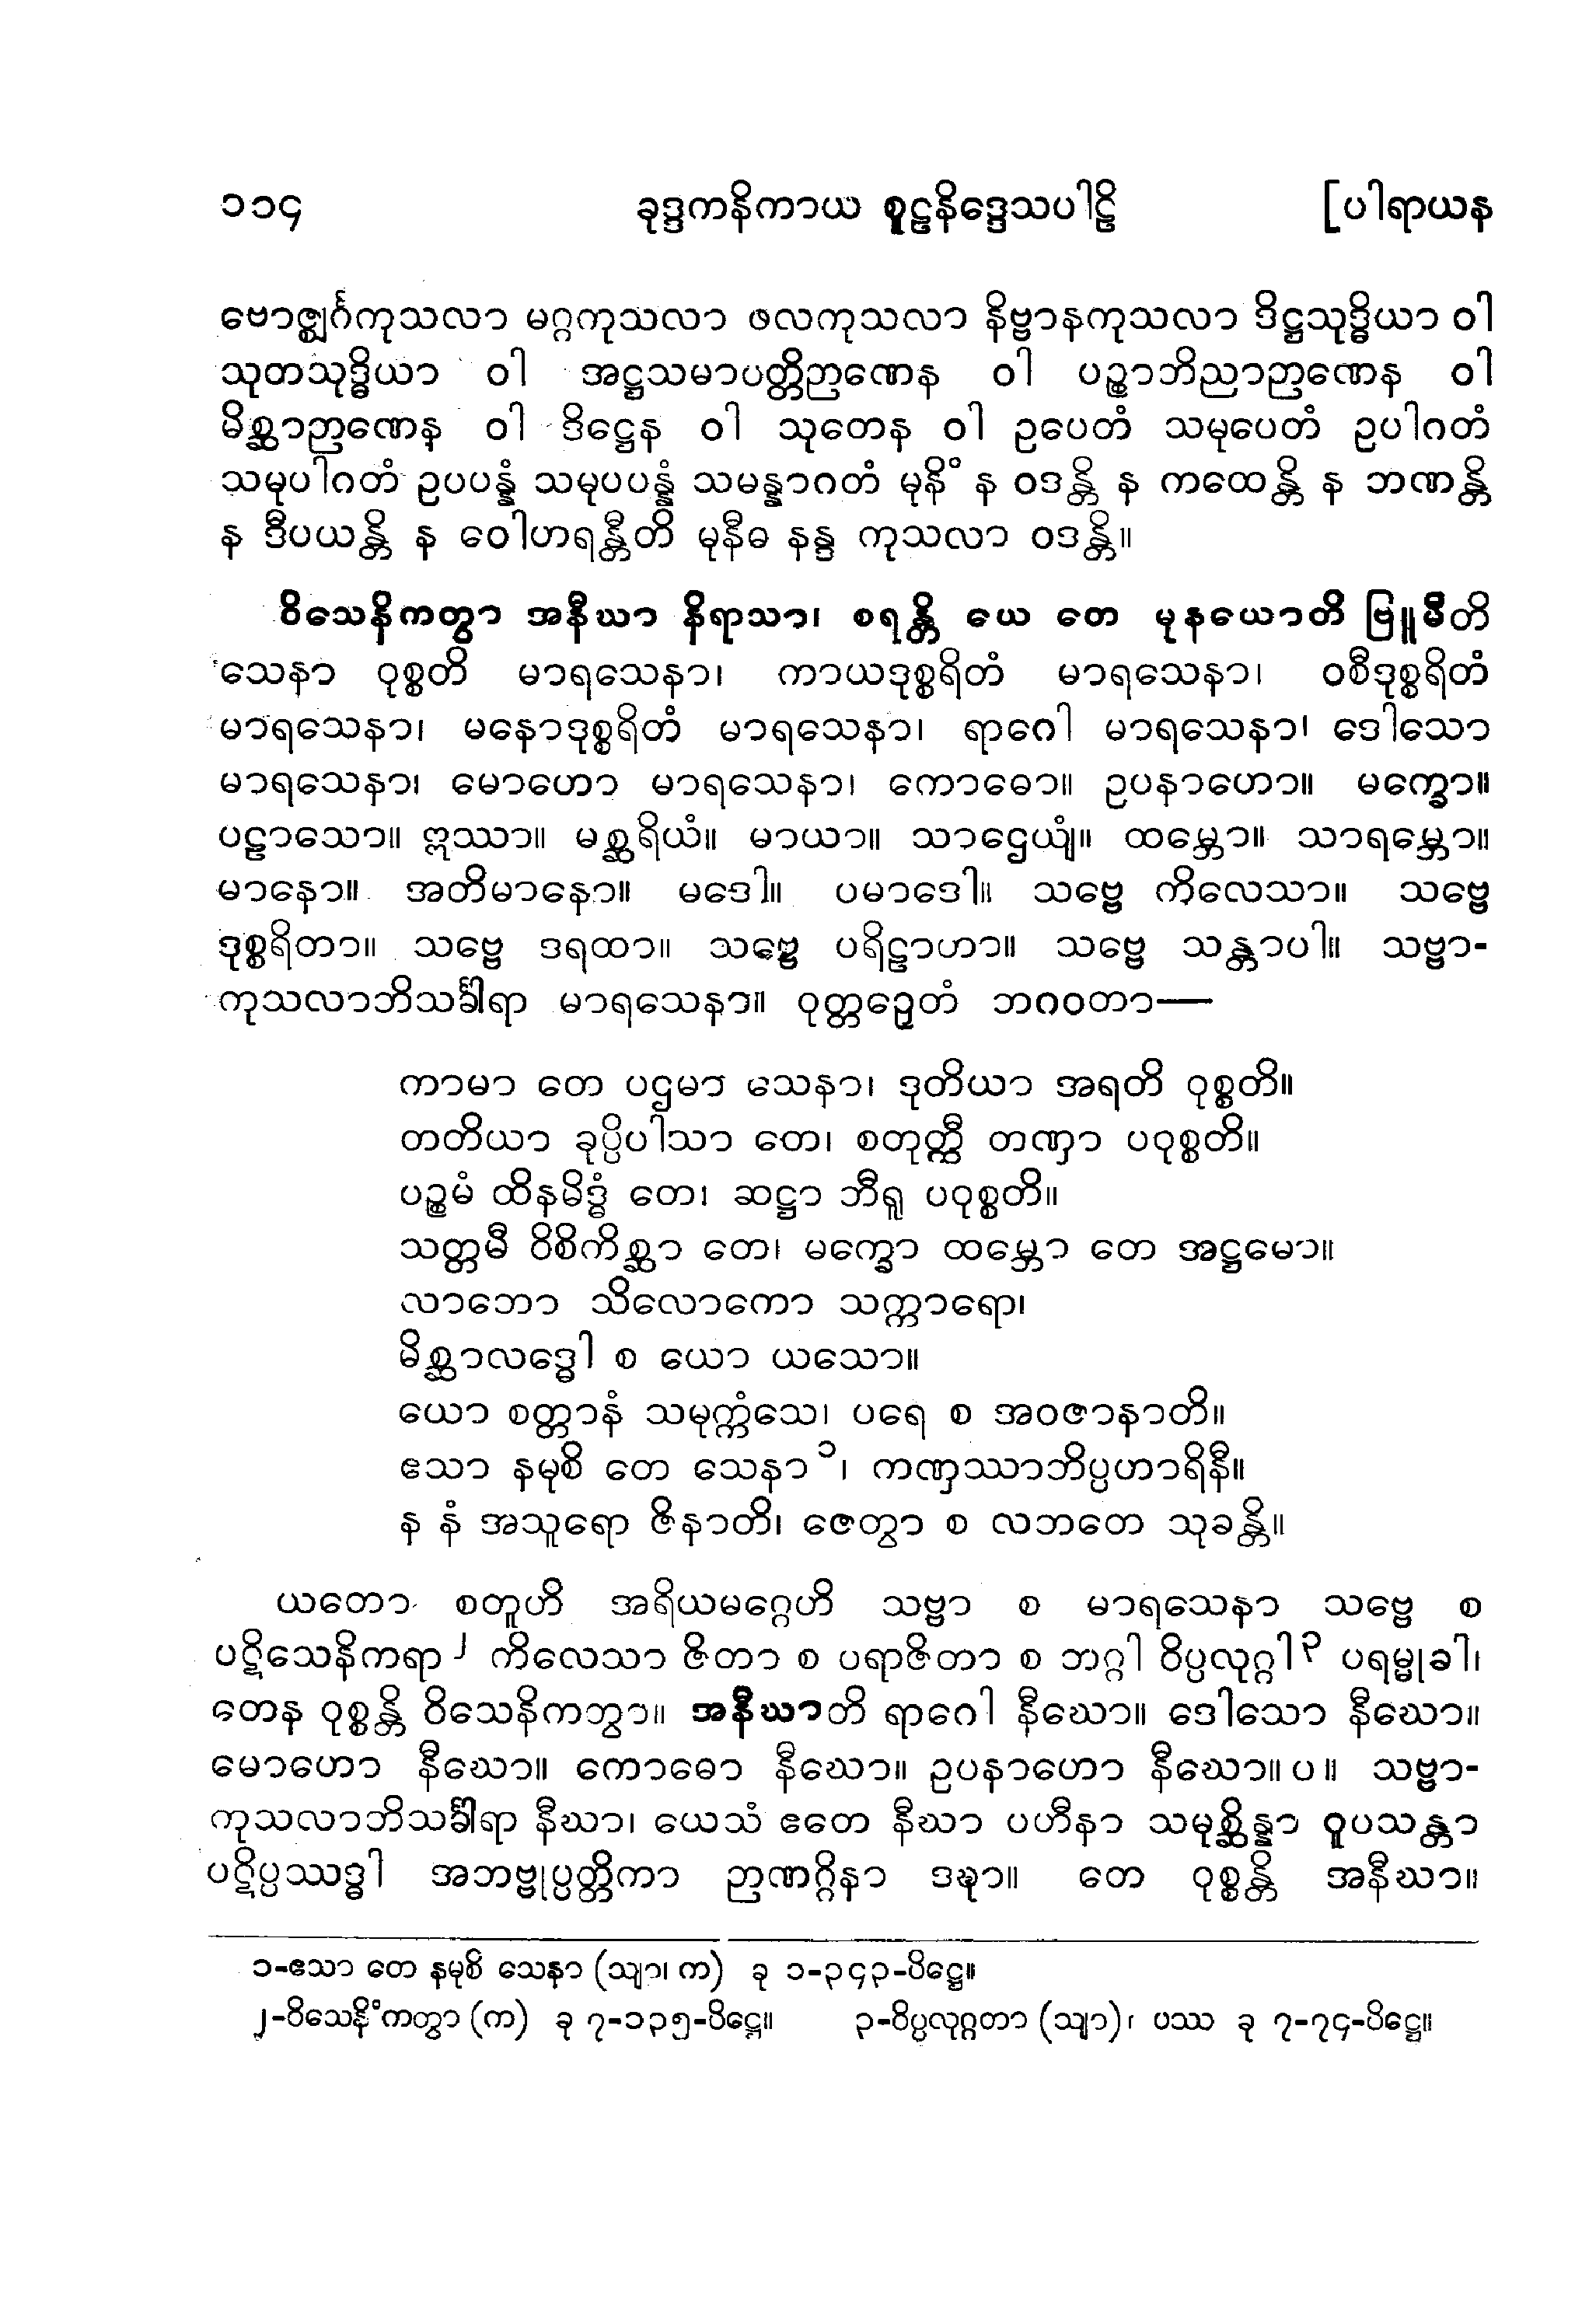 ၁၁၄ ခုဒ္ဒကနိကာယ စူဠနိဒ္ဒေသပါဠိ [ပါရာယန
ဗောဇ္ဈင်္ဂကုသလာ မဂ္ဂကုသလာ ဖလကုသလာ နိဗ္ဗာနကုသလာ ဒိဋ္ဌသုဒ္ဓိယာ ဝါ
သုတသုဒ္ဓိယာ ဝါ အဋ္ဌသမာပတ္တိဉာဏေန ဝါ ပဉ္စာဘိညာဉာဏေန ဝါ
မိစ္ဆာဉာဏေန ဝါ ဒိဋ္ဌေန ဝါ သုတေန ဝါ ဥပေတံ သမုပေတံ ဥပါဂတံ
သမုပါဂတံ ဥပပန္နံ သမုပပန္နံ သမန္နာဂတံ မုနိံ န ဝဒန္တိ န ကထေန္တိ န ဘဏန္တိ
န ဒီပယန္တိ န ဝေါဟရန္တီတိ မုနီဓ နန္ဒ ကုသလာ ဝဒန္တိ။
ဝိသေနိကတွာ အနီဃာ နိရာသာ၊ စရန္တိ ယေ တေ မုနယောတိ ဗြူမီတိ
သေနာ ဝုစ္စတိ မာရသေနာ၊ ကာယဒုစ္စရိတံ မာရသေနာ၊ ဝစီဒုစ္စရိတံ
မာရသေနာ၊ မနောဒုစ္စရိတံ မာရသေနာ၊ ရာဂေါ မာရသေနာ၊ ဒေါသော
မာရသေနာ၊ မောဟော မာရသေနာ၊ ကောဓော။ ဥပနာဟော။ မက္ခော။
ပဠာသော။ ဣဿာ။ မစ္ဆရိယံ။ မာယာ။ သာဌေယျံ။ ထမ္ဘော။ သာရမ္ဘော။
မာနော။ အတိမာနော။ မဒေါ။ ပမာဒေါ။ သဗ္ဗေ ကိလေသာ။ သဗ္ဗေ
ဒုစ္စရိတာ။ သဗ္ဗေ ဒရထာ။ သဗ္ဗေ ပရိဠာဟာ။ သဗ္ဗေ သန္တာပါ။ သဗ္ဗာ-
ကုသလာဘိသင်္ခါရာ မာရသေနာ။ ဝုတ္တဉှေတံ ဘဂဝတာ—
ကာမာ တေ ပဌမာ သေနာ၊ ဒုတိယာ အရတိ ဝုစ္စတိ။
တတိယာ ခုပ္ပိပါသာ တေ၊ စတုတ္ထီ တဏှာ ပဝုစ္စတိ။
ပဉ္စမံ ထိနမိဒ္ဓံ တေ၊ ဆဋ္ဌာ ဘီရူ ပဝုစ္စတိ။
သတ္တမီ ဝိစိကိစ္ဆာ တေ၊ မက္ခော ထမ္ဘော တေ အဋ္ဌမော။
လာဘော သိလောကော သက္ကာရော၊
မိစ္ဆာလဒ္ဓေါ စ ယော ယသော။
ယော စတ္တာနံ သမုက္ကံသေ၊ ပရေ စ အဝဇာနာတိ။
ဧသာ နမုစိ တေ သေနာ၁၊ ကဏှဿာဘိပ္ပဟာရိနီ။
န နံ အသူရော ဇိနာတိ၊ ဇေတွာ စ လဘတေ သုခန္တိ။
ယတော စတူဟိ အရိယမဂ္ဂေဟိ သဗ္ဗာ စ မာရသေနာ သဗ္ဗေ စ
ပဋိသေနိကရာ၂ ကိလေသာ ဇိတာ စ ပရာဇိတာ စ ဘဂ္ဂါ ဝိပ္ပလုဂ္ဂါ၃ ပရမ္မုခါ၊
တေန ဝုစ္စန္တိ ဝိသေနိကတွာ။ အနီဃာတိ ရာဂေါ နီဃော။ ဒေါသော နီဃော။
မောဟော နီဃော။ ကောဓော နီဃော။ ဥပနာဟော နီဃော။ပ။ သဗ္ဗာ-
ကုသလာဘိသင်္ခါရာ နီဃာ၊ ယေသံ ဧတေ နီဃာ ပဟီနာ သမုစ္ဆိန္နာ ဝူပသန္တာ
ပဋိပ္ပဿဒ္ဓါ အဘဗ္ဗုပ္ပတ္တိကာ ဉာဏဂ္ဂိနာ ဒဍ္ဎာ။ တေ ဝုစ္စန္တိ အနီဃာ။
၁-ဧသာ တေ နမုစိ သေနာ (သျာ၊ က) ခု ၁-၃၄၃-ပိဋ္ဌေ။
၂-ဝိသေနိံကတွာ (က) ခု ၇-၁၃၅-ပိဋ္ဌေ။ ၃-ဝိပ္ပလုဂ္ဂတာ (သျာ)၊ ပဿ ခု ၇-၇၄-ပိဋ္ဌေ။